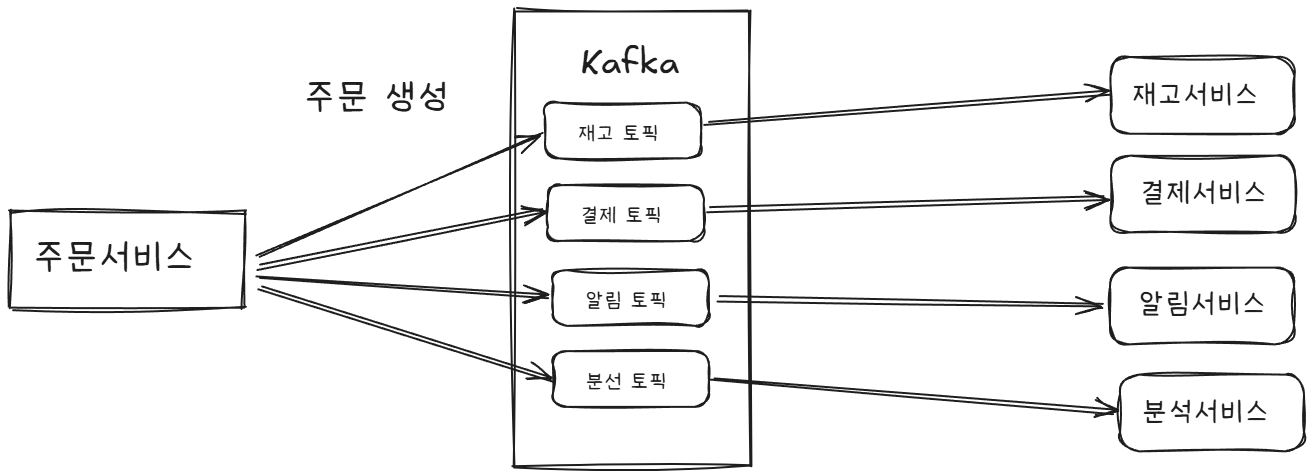 Kafka
주문 생성
주문서비스
재고 토픽
결제 토픽
알림 토픽
분선 토픽
재고서비스
결제서비스
알림서비스
분석서비스